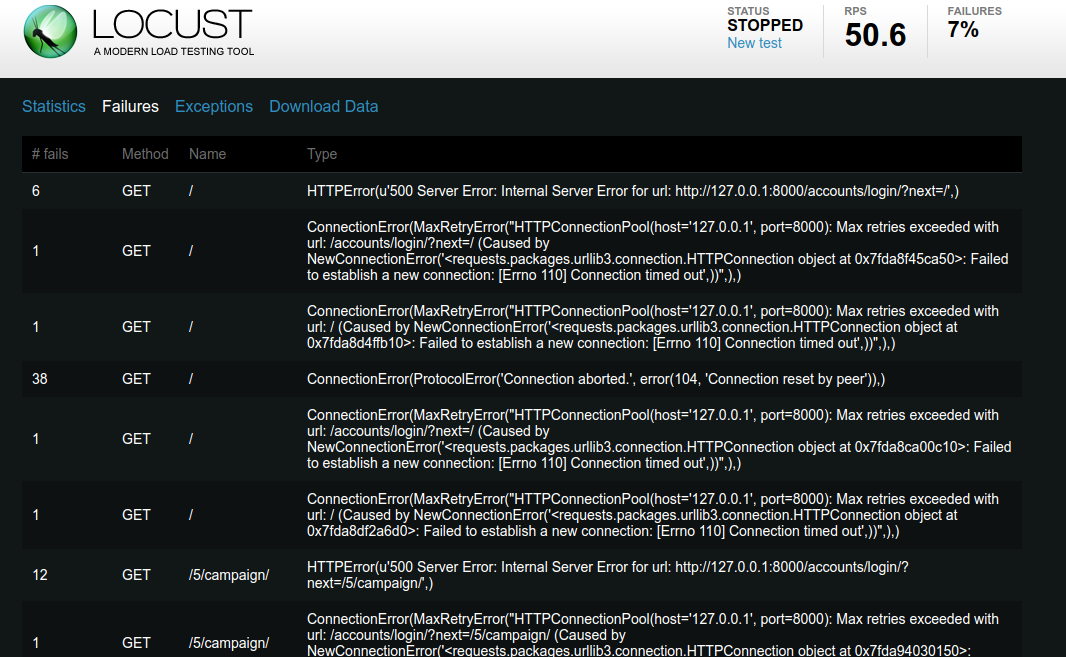 LOCUST
A MODERN LOAD TESTING TOOL
STATUS
STOPPED
New test
RPS
50.6
FAILURES
7%
Statistics Failures Exceptions Download Data
# fails Method Name Type
6 GET / HTTPError(u'500 Server Error: Internal Server Error for url: http://127.0.0.1:8000/accounts/login/?next=/',)
1 GET / ConnectionError(MaxRetryError("HTTPConnectionPool(host='127.0.0.1', port=8000): Max retries exceeded with
url: /accounts/login/?next=/ (Caused by
NewConnectionError('<requests.packages.urllib3.connection.HTTPConnection object at 0x7fda8f45ca50>: Failed
to establish a new connection: [Errno 110] Connection timed out',))",),)
1 GET / ConnectionError(MaxRetryError("HTTPConnectionPool(host='127.0.0.1', port=8000): Max retries exceeded with
url: / (Caused by NewConnectionError('<requests.packages.urllib3.connection.HTTPConnection object at
0x7fda8d4ffb10>: Failed to establish a new connection: [Errno 110] Connection timed out',))",),)
38 GET / ConnectionError(ProtocolError('Connection aborted.', error(104, 'Connection reset by peer')),)
1 GET / ConnectionError(MaxRetryError("HTTPConnectionPool(host='127.0.0.1', port=8000): Max retries exceeded with
url: /accounts/login/?next=/ (Caused by
NewConnectionError('<requests.packages.urllib3.connection.HTTPConnection object at 0x7fda8ca00c10>: Failed
to establish a new connection: [Errno 110] Connection timed out',))",),)
1 GET / ConnectionError(MaxRetryError("HTTPConnectionPool(host='127.0.0.1', port=8000): Max retries exceeded with
url: / (Caused by NewConnectionError('<requests.packages.urllib3.connection.HTTPConnection object at
0x7fda8df2a6d0>: Failed to establish a new connection: [Errno 110] Connection timed out',))",),)
12 GET /5/campaign/ HTTPError(u'500 Server Error: Internal Server Error for url: http://127.0.0.1:8000/accounts/login/?
next=/5/campaign/',)
1 GET /5/campaign/ ConnectionError(MaxRetryError("HTTPConnectionPool(host='127.0.0.1', port=8000): Max retries exceeded with
url: /accounts/login/?next=/5/campaign/ (Caused by
NewConnectionError('<requests.packages.urllib3.connection.HTTPConnection object at 0x7fda94030150>: